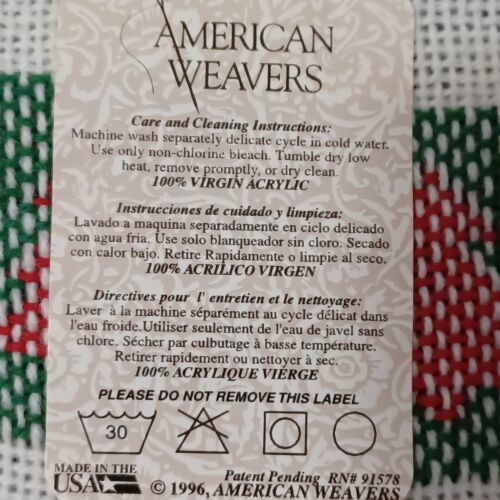 AMERICAN
WEAVERS
Care and Cleaning Instructions:
Machine wash separately delicate cycle in cold water.
Use only non-chlorine bleach. Tumble dry low
heat, remove promptly, or dry clean.
100% VIRGIN ACRYLIC
Instrucciones de cuidado y limpieza:
Lavado a maquina separadamente en ciclo delicado
con agua fria. Use solo blanqueador sin cloro. Secado
con calor bajo. Retire Rapidamente o limpie al seco.
100% ACRILICO VIRGEN
Directives pour l' entretien et le nettoyage:
Laver à la machine séparément au cycle délicat dans
l'eau froide.Utiliser seulement de l'eau de javel sans
chlore. Sécher par culbutage à basse température.
Retirer rapidement ou nettoyer à sec.
100% ACRYLIQUE VIERGE
PLEASE DO NOT REMOVE THIS LABEL
30
MADE IN THE
USA
Patent Pending RN# 91578
© 1996, AMERICAN WEAVERS